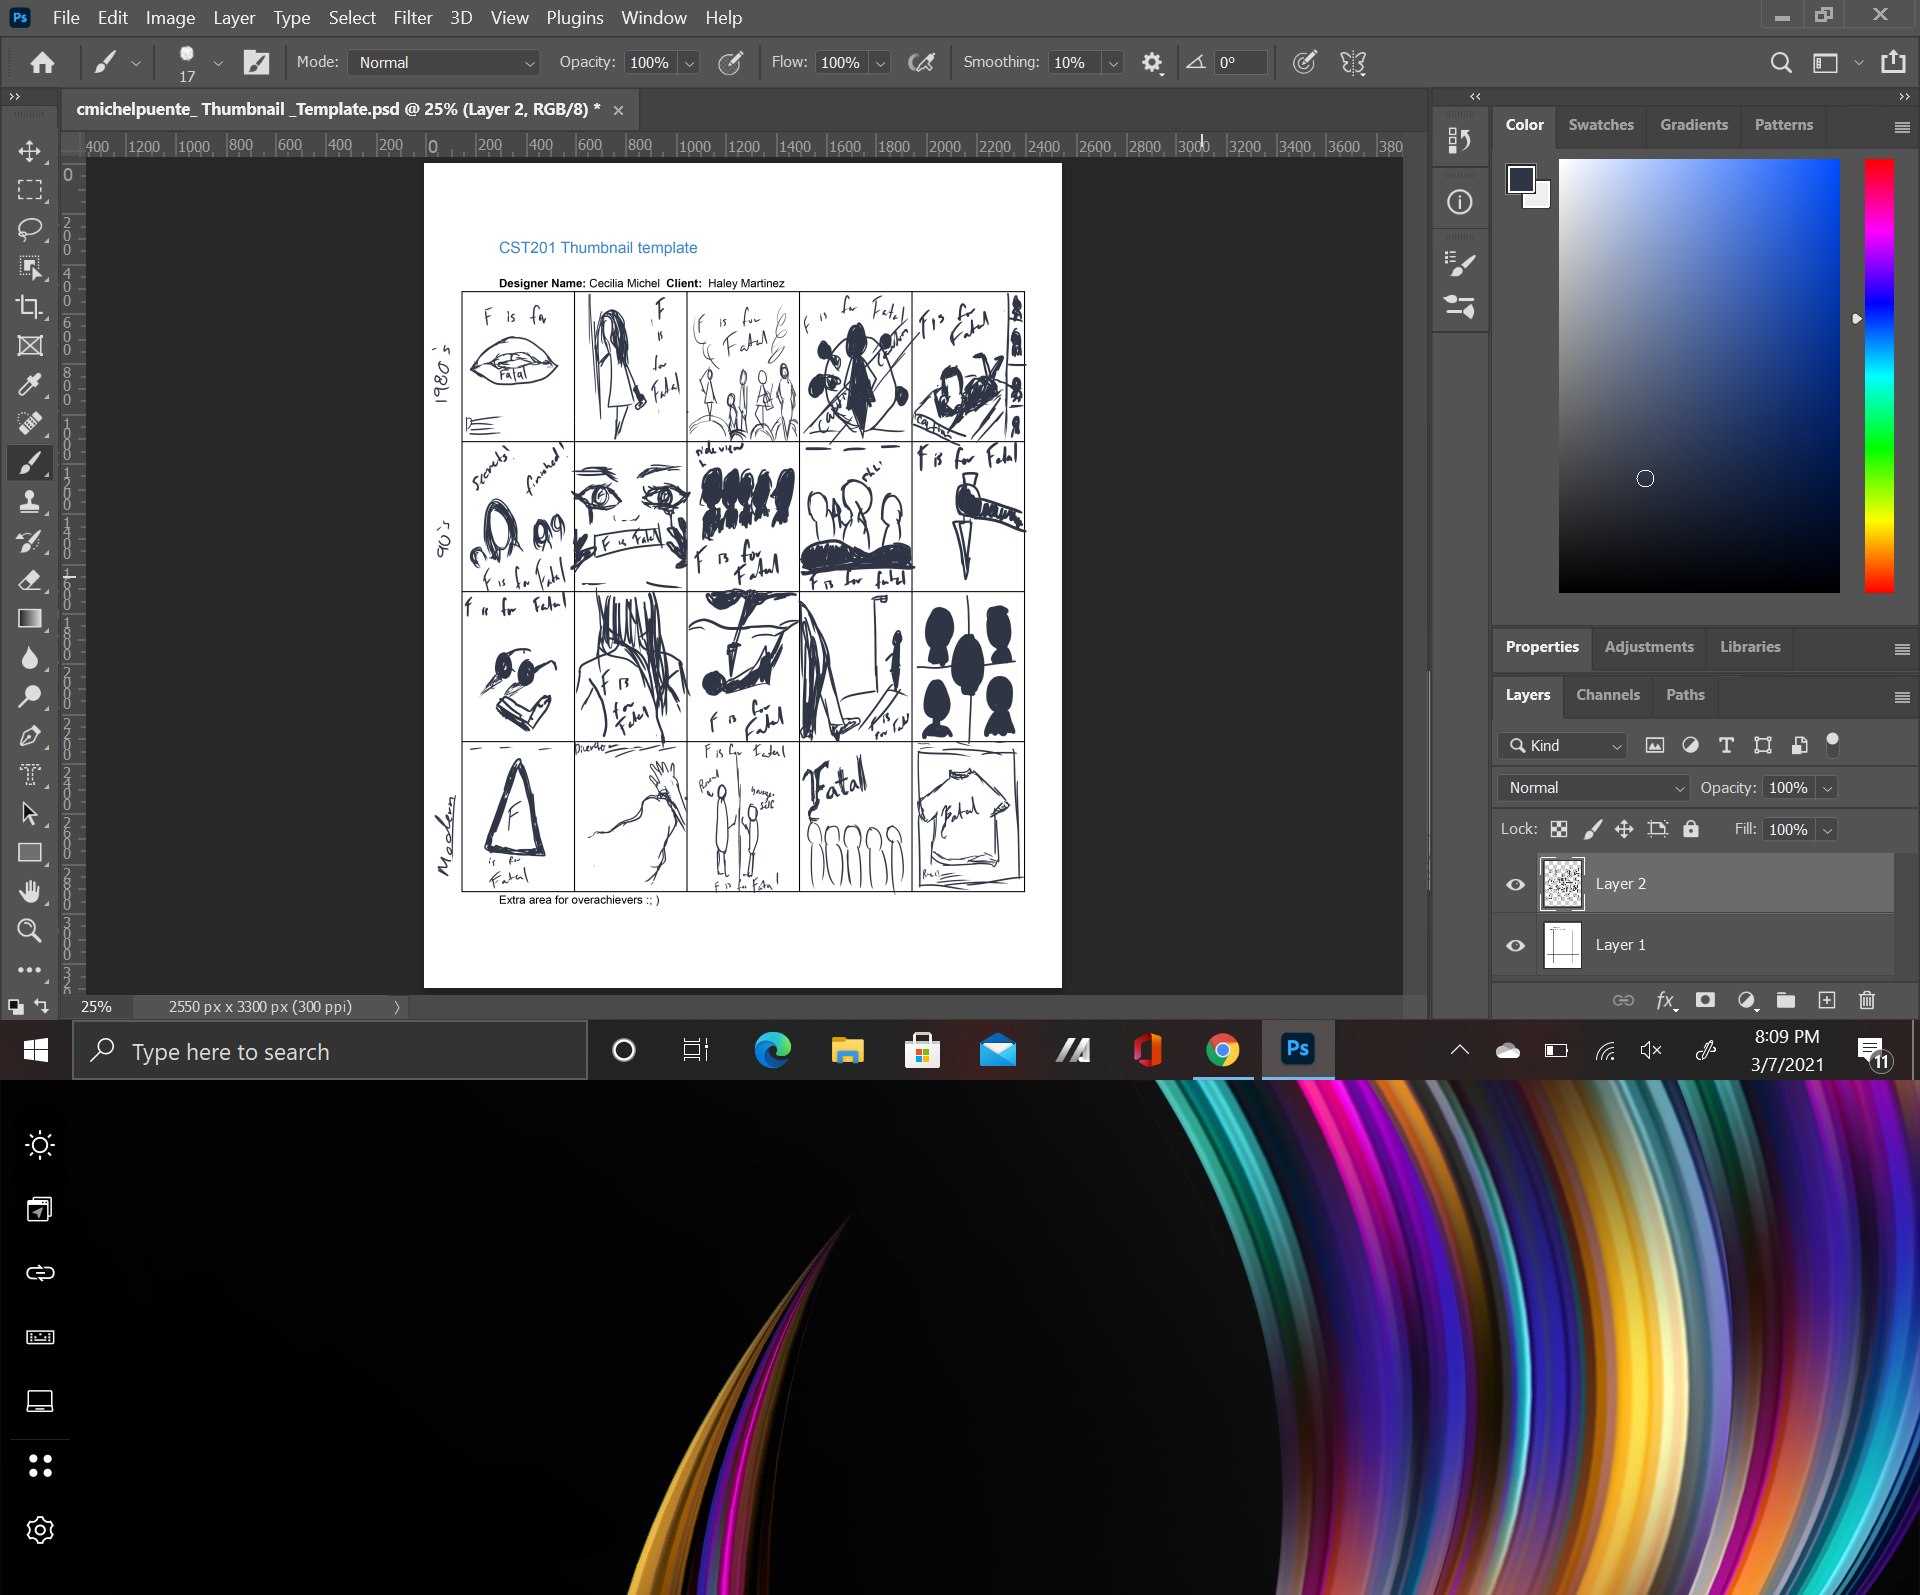 Ps File Edit Image Layer Type Select Filter 3D View Plugins Window Help
17 Mode: Normal Opacity: 100% Flow: 100% Smoothing: 10% 0°
cmichelpuente_ Thumbnail _Template.psd @ 25% (Layer 2, RGB/8) *
400 1200 1000 800 600 400 200 0 200 400 600 800 1000 1200 1400 1600 1800 2000 2200 2400 2600 2800 3000 3200 3400 3600 380
CST201 Thumbnail template
Designer Name: Cecilia Michel Client: Haley Martinez
1980's
F is for
Fatal
F is for Fatal
F is for Fatal
F is for Fatal
Caution
F is for Fatal
Caution
90's
Secrets!
finished!
F is for Fatal
F is Fatal
side view
F is for Fatal
F is for fatal
F is for Fatal
F is for Fatal
F is for Fatal
F is for Fatal
F is for Fatal
Modern
F
is for
Fatal
F is for Fatal
F is for Fatal
Fatal
Fatal
Extra area for overachievers :; )
25% 2550 px x 3300 px (300 ppi)
Color Swatches Gradients Patterns
Properties Adjustments Libraries
Layers Channels Paths
Kind
Normal Opacity: 100%
Lock: Fill: 100%
Layer 2
Layer 1
fx
Type here to search
Ps
8:09 PM
3/7/2021
11